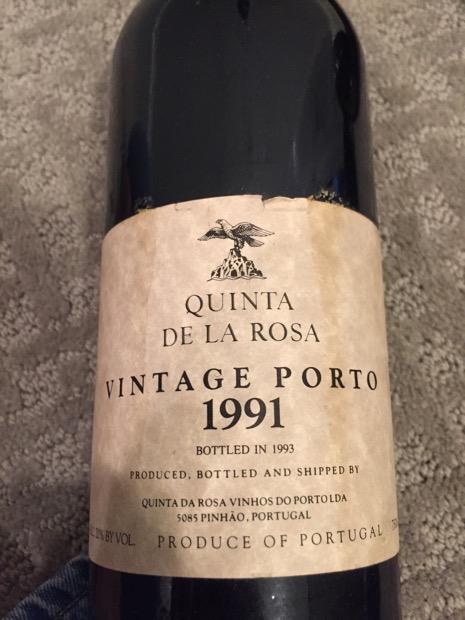 QUINTA
DE LA ROSA
VINTAGE PORTO
1991
BOTTLED IN 1993
PRODUCED, BOTTLED AND SHIPPED BY
QUINTA DA ROSA VINHOS DO PORTO LDA
5085 PINHÃO, PORTUGAL
BY VOL. PRODUCE OF PORTUGAL